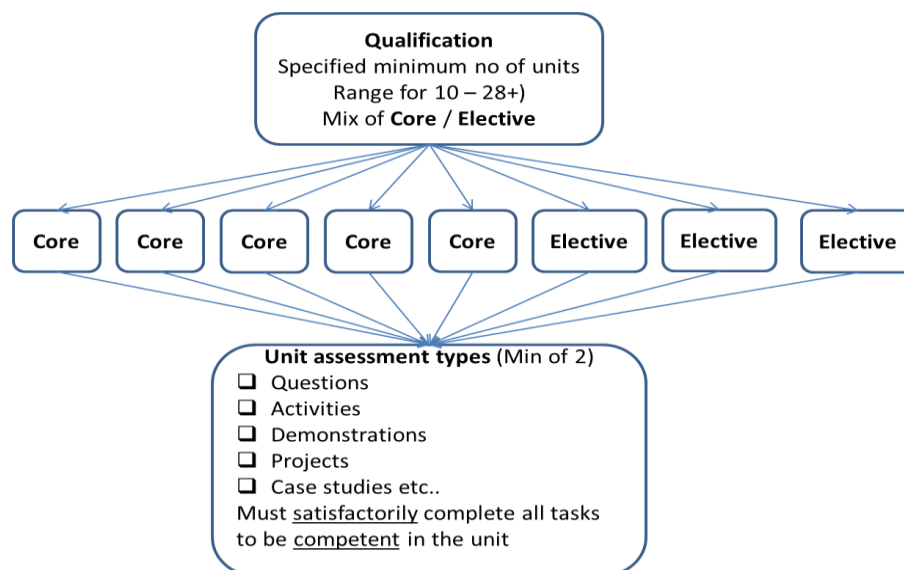 Qualification
Specified minimum no of units
Range for 10 – 28+)
Mix of Core / Elective
Core
Core
Core
Core
Core
Elective
Elective
Elective
Unit assessment types (Min of 2)
Questions
Activities
Demonstrations
Projects
Case studies etc..
Must satisfactorily complete all tasks
to be competent in the unit